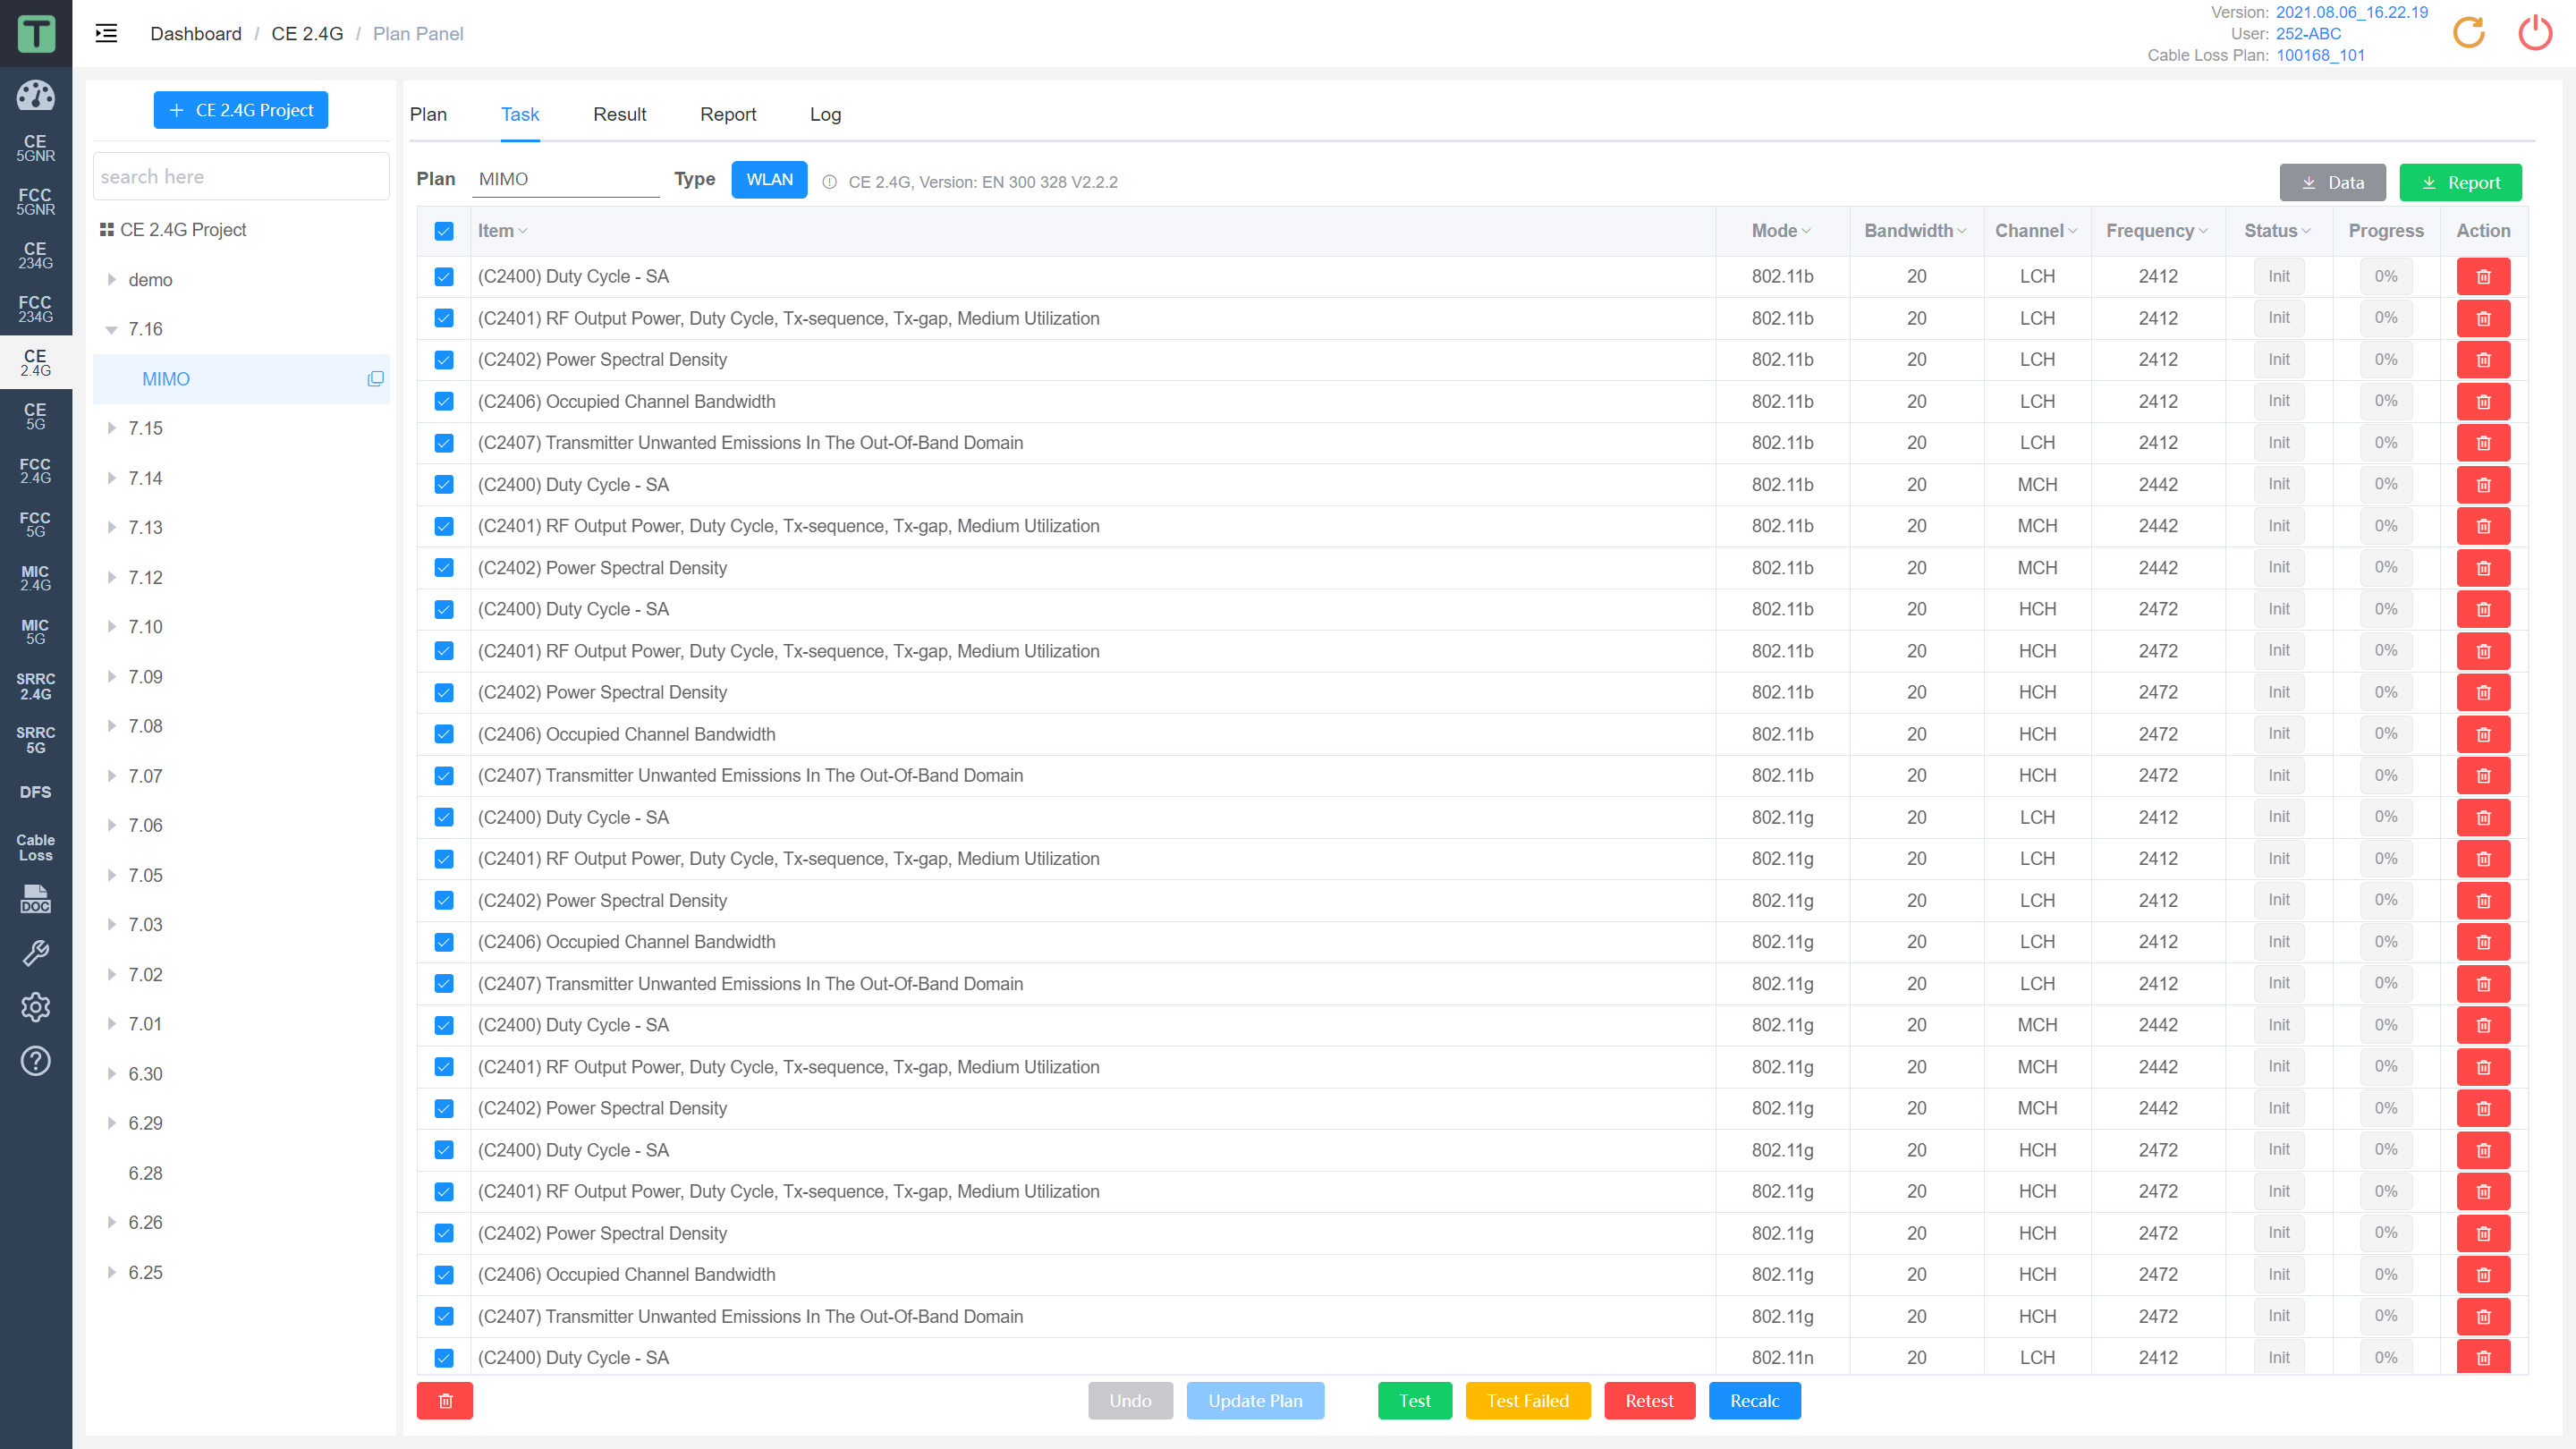 T
Dashboard / CE 2.4G / Plan Panel
Version: 2021.08.06_16.22.19
User: 252-ABC
Cable Loss Plan: 100168_101
CE
5GNR
FCC
5GNR
CE
234G
FCC
234G
CE
2.4G
CE
5G
FCC
2.4G
FCC
5G
MIC
2.4G
MIC
5G
SRRC
2.4G
SRRC
5G
DFS
Cable
Loss
DOC
+ CE 2.4G Project
search here
CE 2.4G Project
demo
7.16
MIMO
7.15
7.14
7.13
7.12
7.10
7.09
7.08
7.07
7.06
7.05
7.03
7.02
7.01
6.30
6.29
6.28
6.26
6.25
Plan Task Result Report Log
Plan MIMO Type WLAN CE 2.4G, Version: EN 300 328 V2.2.2 Data Report
Item Mode Bandwidth Channel Frequency Status Progress Action
(C2400) Duty Cycle - SA 802.11b 20 LCH 2412 Init 0%
(C2401) RF Output Power, Duty Cycle, Tx-sequence, Tx-gap, Medium Utilization 802.11b 20 LCH 2412 Init 0%
(C2402) Power Spectral Density 802.11b 20 LCH 2412 Init 0%
(C2406) Occupied Channel Bandwidth 802.11b 20 LCH 2412 Init 0%
(C2407) Transmitter Unwanted Emissions In The Out-Of-Band Domain 802.11b 20 LCH 2412 Init 0%
(C2400) Duty Cycle - SA 802.11b 20 MCH 2442 Init 0%
(C2401) RF Output Power, Duty Cycle, Tx-sequence, Tx-gap, Medium Utilization 802.11b 20 MCH 2442 Init 0%
(C2402) Power Spectral Density 802.11b 20 MCH 2442 Init 0%
(C2400) Duty Cycle - SA 802.11b 20 HCH 2472 Init 0%
(C2401) RF Output Power, Duty Cycle, Tx-sequence, Tx-gap, Medium Utilization 802.11b 20 HCH 2472 Init 0%
(C2402) Power Spectral Density 802.11b 20 HCH 2472 Init 0%
(C2406) Occupied Channel Bandwidth 802.11b 20 HCH 2472 Init 0%
(C2407) Transmitter Unwanted Emissions In The Out-Of-Band Domain 802.11b 20 HCH 2472 Init 0%
(C2400) Duty Cycle - SA 802.11g 20 LCH 2412 Init 0%
(C2401) RF Output Power, Duty Cycle, Tx-sequence, Tx-gap, Medium Utilization 802.11g 20 LCH 2412 Init 0%
(C2402) Power Spectral Density 802.11g 20 LCH 2412 Init 0%
(C2406) Occupied Channel Bandwidth 802.11g 20 LCH 2412 Init 0%
(C2407) Transmitter Unwanted Emissions In The Out-Of-Band Domain 802.11g 20 LCH 2412 Init 0%
(C2400) Duty Cycle - SA 802.11g 20 MCH 2442 Init 0%
(C2401) RF Output Power, Duty Cycle, Tx-sequence, Tx-gap, Medium Utilization 802.11g 20 MCH 2442 Init 0%
(C2402) Power Spectral Density 802.11g 20 MCH 2442 Init 0%
(C2400) Duty Cycle - SA 802.11g 20 HCH 2472 Init 0%
(C2401) RF Output Power, Duty Cycle, Tx-sequence, Tx-gap, Medium Utilization 802.11g 20 HCH 2472 Init 0%
(C2402) Power Spectral Density 802.11g 20 HCH 2472 Init 0%
(C2406) Occupied Channel Bandwidth 802.11g 20 HCH 2472 Init 0%
(C2407) Transmitter Unwanted Emissions In The Out-Of-Band Domain 802.11g 20 HCH 2472 Init 0%
(C2400) Duty Cycle - SA 802.11n 20 LCH 2412 Init 0%
Undo Update Plan Test Test Failed Retest Recalc